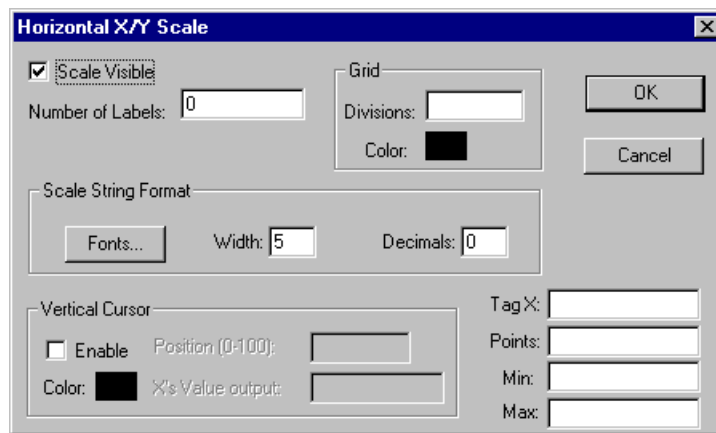 Horizontal X/Y Scale
Scale Visible
Number of Labels: 0
Grid
Divisions:
Color:
OK
Cancel
Scale String Format
Fonts...
Width: 5
Decimals: 0
Vertical Cursor
Enable
Position (0-100):
Color:
X's Value output:
Tag X:
Points:
Min:
Max: